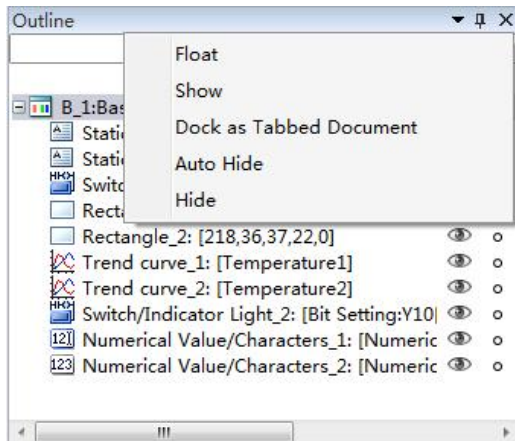 Outline
Float
Show
Dock as Tabbed Document
Auto Hide
Hide
B_1:Bas
Stati
Stati
Switc
Recta
Rectangle_2: [218,36,37,22,0]
Trend curve_1: [Temperature1]
Trend curve_2: [Temperature2]
Switch/Indicator Light_2: [Bit Setting:Y10
Numerical Value/Characters_1: [Numeric
Numerical Value/Characters_2: [Numeric